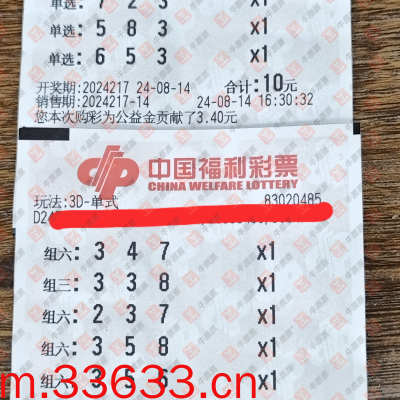 单选: 7 2 3 x1
单选: 5 8 3 x1
单选: 6 5 3 x1
开奖期:2024217 24-08-14 合计:10元
销售期:2024217-14 24-08-14 16:30:32
您本次购彩为公益金贡献了3.40元
中国福利彩票
CHINA WELFARE LOTTERY
玩法:3D-单式 83020485
组六: 3 4 7 x1
组三: 3 3 8 x1
组六: 2 3 7 x1
组六: 3 5 8 x1
组六: 3 5 6 x1
m.33633.cn